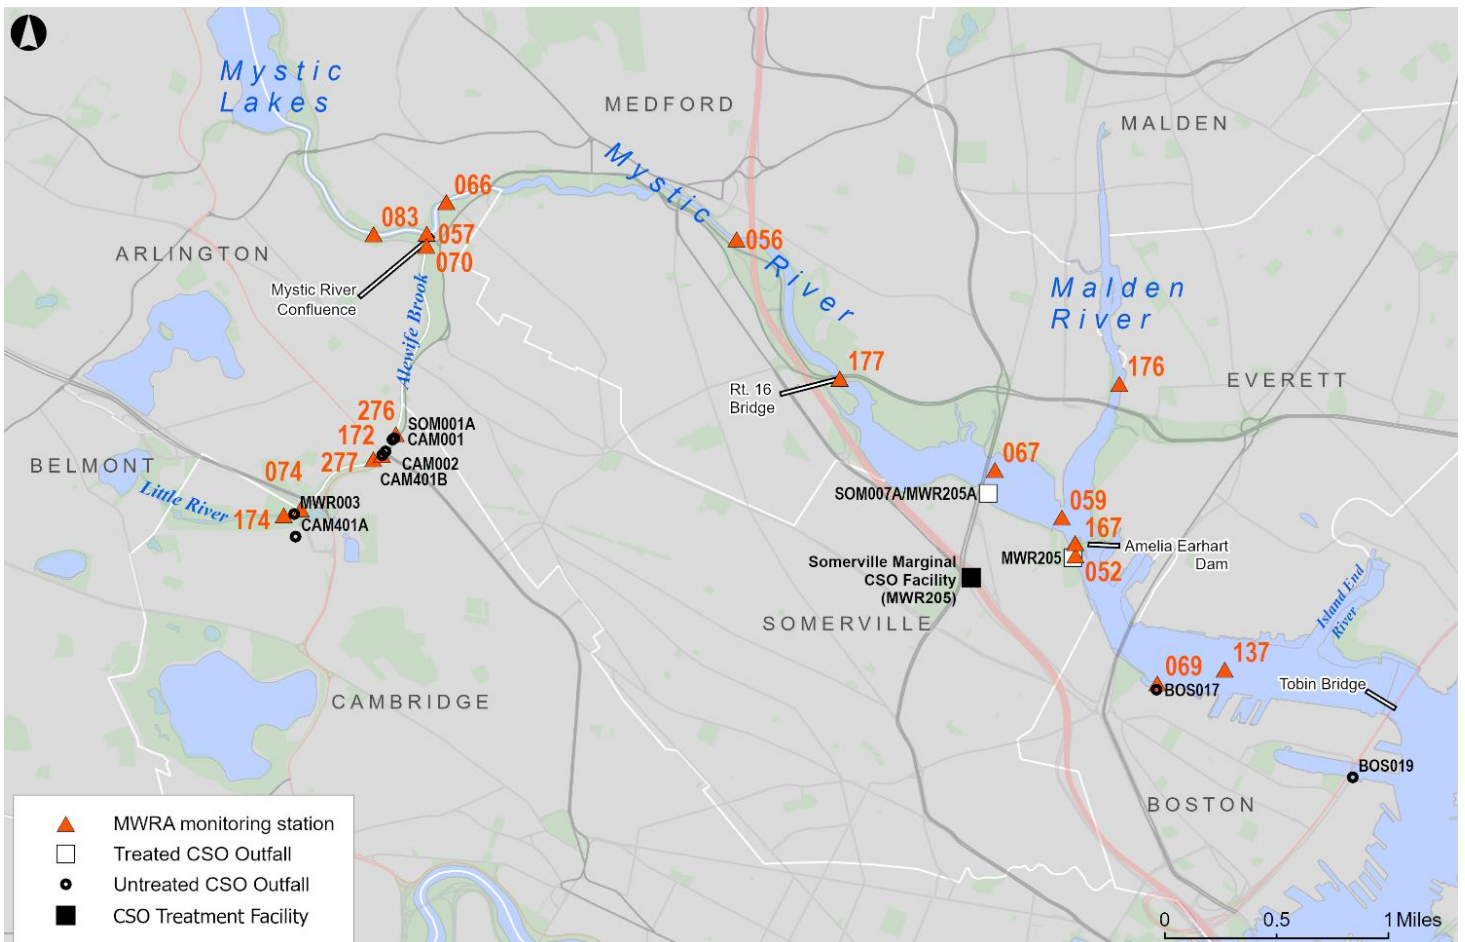 Mystic
Lakes
MEDFORD
MALDEN
Mystic
River
066
083
057
070
056
ARLINGTON
Mystic River
Confluence
Alewife Brook
Malden
River
177
Rt. 16
Bridge
176
EVERETT
276
SOM001A
CAM001
172
277
CAM002
CAM401B
BELMONT
074
Little River
MWR003
174
CAM401A
067
SOM007A/MWR205A
059
167
Amelia Earhart
Dam
MWR205
052
Somerville Marginal
CSO Facility
(MWR205)
SOMERVILLE
Island End
River
069
137
BOS017
Tobin Bridge
CAMBRIDGE
BOS019
BOSTON
MWRA monitoring station
Treated CSO Outfall
Untreated CSO Outfall
CSO Treatment Facility
0
0.5
1 Miles